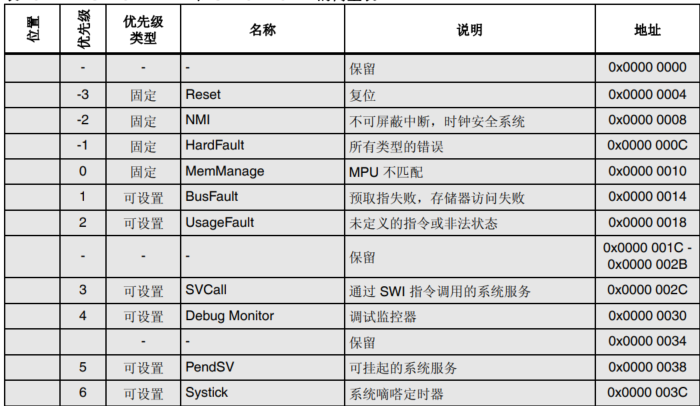 位置 优先级 优先级类型 名称 说明 地址
- - - 保留 0x0000 0000
-3 固定 Reset 复位 0x0000 0004
-2 固定 NMI 不可屏蔽中断，时钟安全系统 0x0000 0008
-1 固定 HardFault 所有类型的错误 0x0000 000C
0 固定 MemManage MPU 不匹配 0x0000 0010
1 可设置 BusFault 预取指失败，存储器访问失败 0x0000 0014
2 可设置 UsageFault 未定义的指令或非法状态 0x0000 0018
- - - 保留 0x0000 001C - 0x0000 002B
3 可设置 SVCall 通过 SWI 指令调用的系统服务 0x0000 002C
4 可设置 Debug Monitor 调试监控器 0x0000 0030
- - 保留 0x0000 0034
5 可设置 PendSV 可挂起的系统服务 0x0000 0038
6 可设置 Systick 系统嘀嗒定时器 0x0000 003C